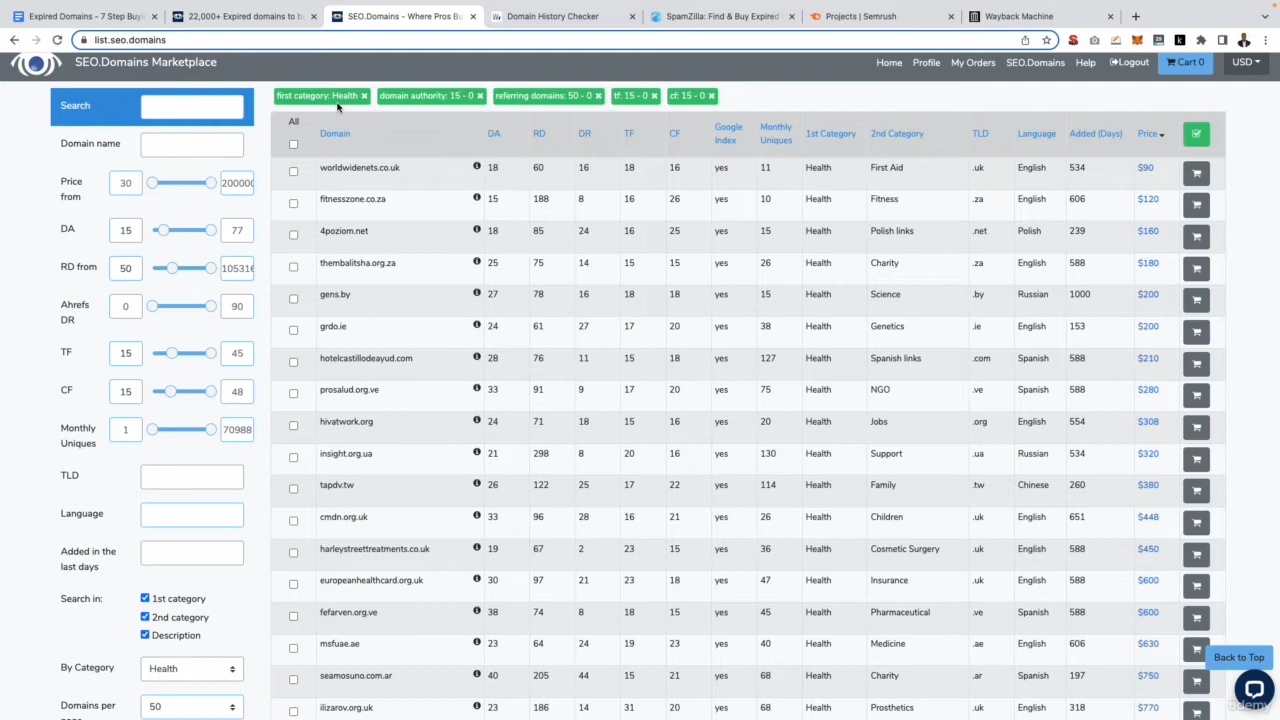 Expired Domains - 7 Step Buye
22,000+ Expired domains to b
SEO.Domains – Where Pros Bu
Domain History Checker
SpamZilla: Find & Buy Expired
Projects | Semrush
Wayback Machine
list.seo.domains
SEO.Domains Marketplace
Home
Profile
My Orders
SEO.Domains
Help
Logout
Cart 0
USD
Search
first category: Health ×
domain authority: 15 - 0 ×
referring domains: 50 - 0 ×
tf: 15 - 0 ×
cf: 15 - 0 ×
Domain name
Price from 30 200000
DA 15 77
RD from 50 105316
Ahrefs DR 0 90
TF 15 45
CF 15 48
Monthly Uniques 1 70988
TLD
Language
Added in the last days
Search in:
1st category
2nd category
Description
By Category Health
Domains per 50
All Domain DA RD DR TF CF Google Index Monthly Uniques 1st Category 2nd Category TLD Language Added (Days) Price
worldwidenets.co.uk 18 60 16 18 16 yes 11 Health First Aid .uk English 534 $90
fitnesszone.co.za 15 188 8 16 26 yes 10 Health Fitness .za English 606 $120
4poziom.net 18 85 24 16 25 yes 15 Health Polish links .net Polish 239 $160
thembalitsha.org.za 25 75 14 15 15 yes 26 Health Charity .za English 588 $180
gens.by 27 78 16 18 18 yes 15 Health Science .by Russian 1000 $200
grdo.ie 24 61 27 17 20 yes 38 Health Genetics .ie English 153 $200
hotelcastillodeayud.com 28 76 11 15 18 yes 127 Health Spanish links .com Spanish 588 $210
prosalud.org.ve 33 91 9 17 20 yes 75 Health NGO .ve Spanish 588 $280
hivatwork.org 24 71 18 15 16 yes 20 Health Jobs .org English 554 $308
insight.org.ua 21 298 8 20 16 yes 130 Health Support .ua Russian 534 $320
tapdv.tw 26 122 25 17 22 yes 114 Health Family .tw Chinese 260 $380
cmdn.org.uk 33 96 28 16 21 yes 26 Health Children .uk English 651 $448
harleystreettreatments.co.uk 19 67 2 23 15 yes 36 Health Cosmetic Surgery .uk English 588 $450
europeanhealthcard.org.uk 30 97 21 23 18 yes 47 Health Insurance .uk English 588 $600
fefarven.org.ve 38 74 8 18 15 yes 45 Health Pharmaceutical .ve Spanish 588 $600
msfuae.ae 23 64 24 19 23 yes 40 Health Medicine .ae English 606 $630
seamosuno.com.ar 40 205 44 15 23 yes 68 Health Charity .ar Spanish 197 $750
ilizarov.org.uk 23 186 14 31 20 yes 68 Health Prosthetics .uk English 318 $770
Back to Top
udemy